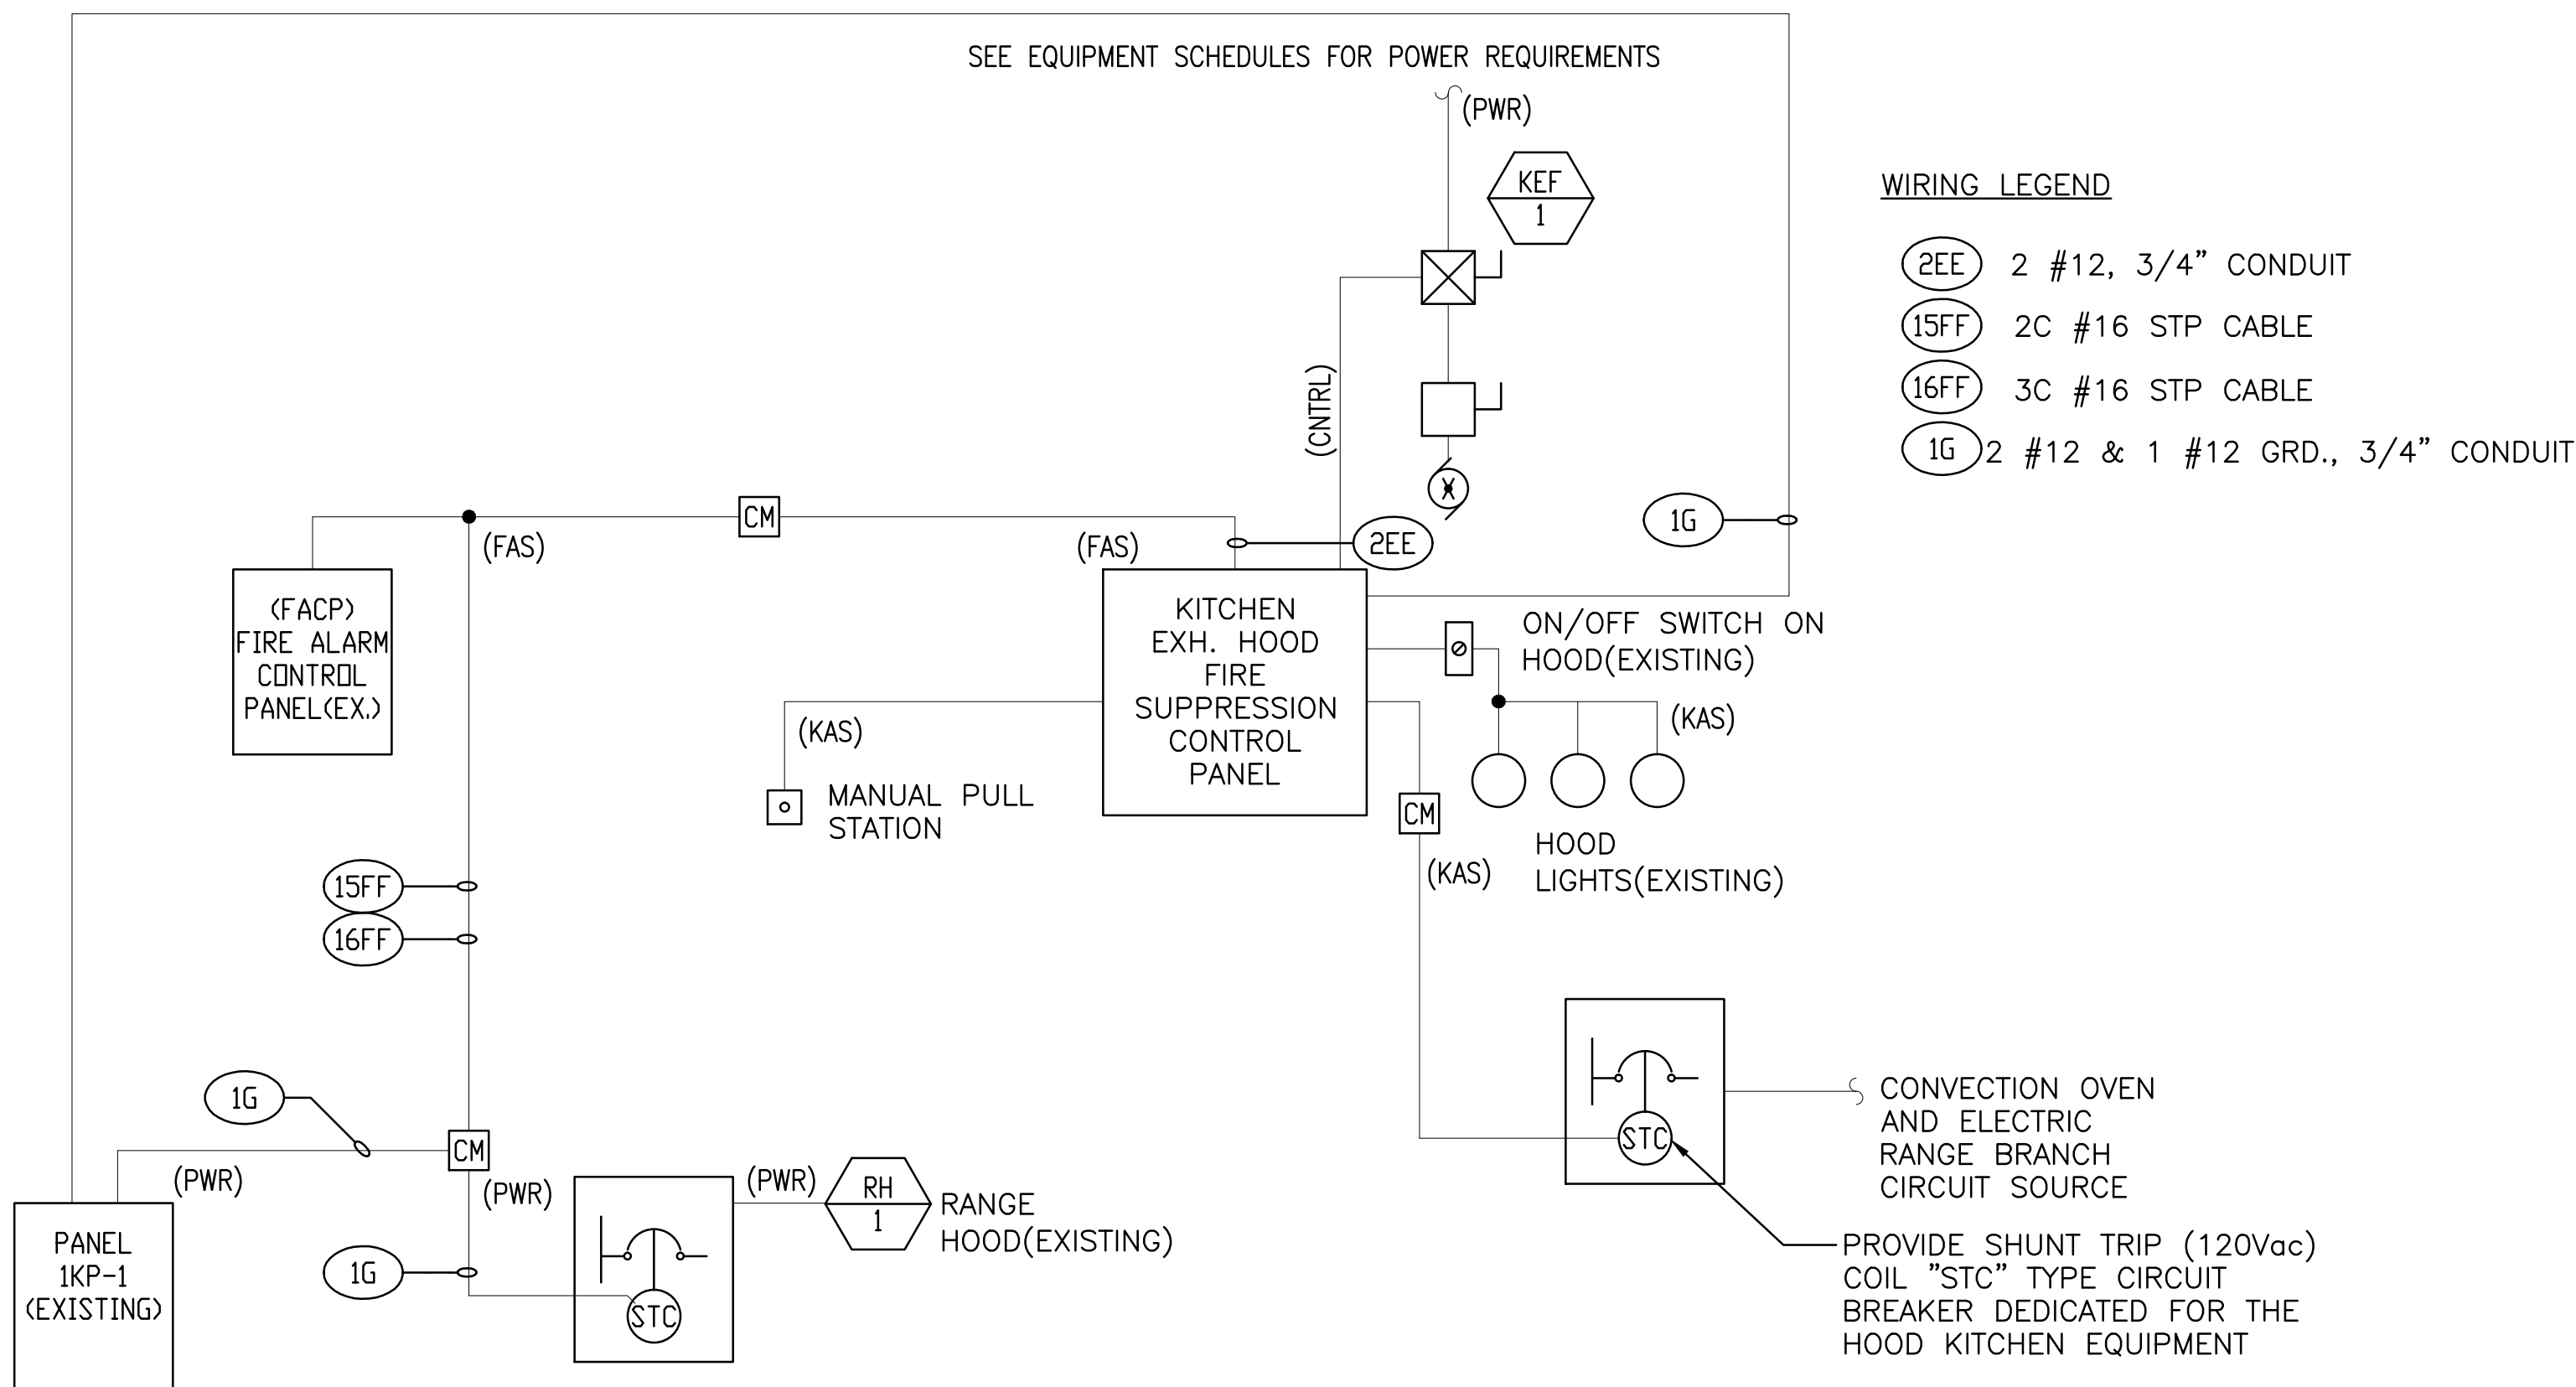 SEE EQUIPMENT SCHEDULES FOR POWER REQUIREMENTS
(PWR)
KEF
1
WIRING LEGEND
2EE 2 #12, 3/4" CONDUIT
15FF 2C #16 STP CABLE
16FF 3C #16 STP CABLE
1G 2 #12 & 1 #12 GRD., 3/4" CONDUIT
(CNTRL)
X
CM
1G
(FAS)
(FAS)
2EE
(FACP)
FIRE ALARM
CONTROL
PANEL(EX.)
KITCHEN
EXH. HOOD
FIRE
SUPPRESSION
CONTROL
PANEL
ON/OFF SWITCH ON
HOOD(EXISTING)
(KAS)
(KAS)
MANUAL PULL
STATION
CM
HOOD
LIGHTS(EXISTING)
(KAS)
15FF
16FF
1G
CM
(PWR)
(PWR)
(PWR)
RH
1
RANGE
HOOD(EXISTING)
STC
CONVECTION OVEN
AND ELECTRIC
RANGE BRANCH
CIRCUIT SOURCE
PANEL
1KP-1
(EXISTING)
1G
STC
PROVIDE SHUNT TRIP (120Vac)
COIL "STC" TYPE CIRCUIT
BREAKER DEDICATED FOR THE
HOOD KITCHEN EQUIPMENT